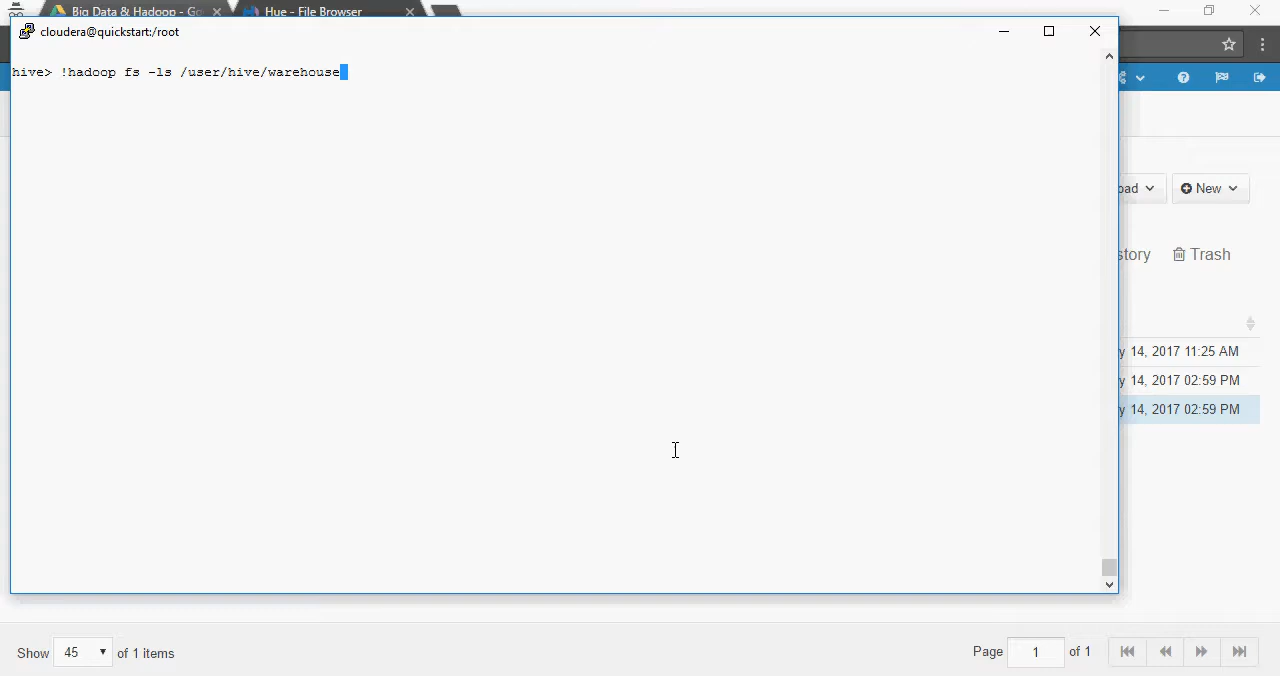 Big Data & Hadoop - Go
Hue - File Browser
cloudera@quickstart:/root
hive> !hadoop fs -ls /user/hive/warehouse
New
Trash
14, 2017 11:25 AM
14, 2017 02:59 PM
14, 2017 02:59 PM
Show 45 of 1 items
Page 1 of 1